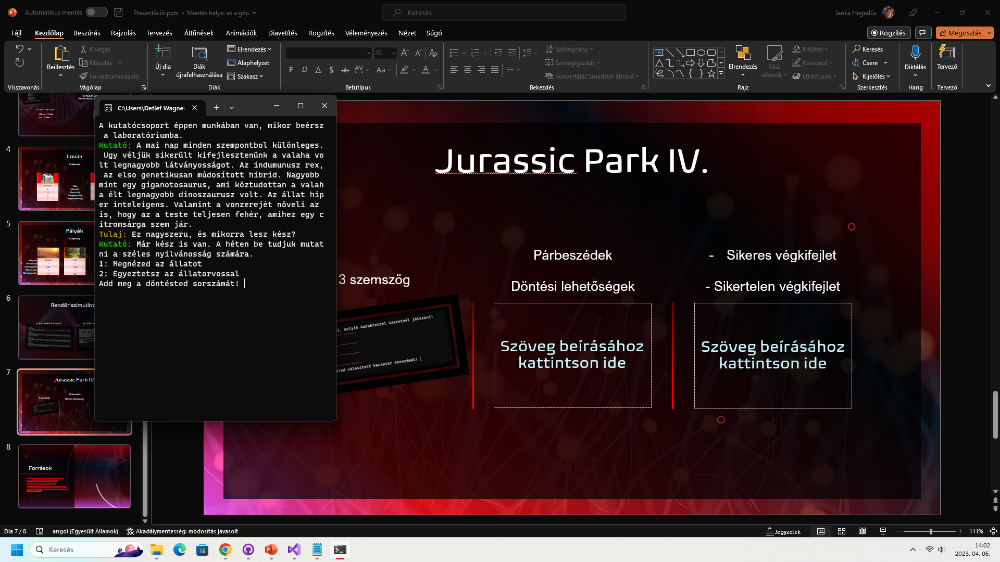 Automatikus mentés
Prezentáció.pptx • Mentés helye: ez a gép
Keresés
Janka Hegedűs
Fájl
Kezdőlap
Beszúrás
Rajzolás
Tervezés
Áttűnések
Animációk
Diavetítés
Rögzítés
Véleményezés
Nézet
Súgó
Rögzítés
Megosztás
Visszavonás
Beillesztés
Kivágás
Másolás
Formátummásoló
Vágólap
Új dia
Diák újrafelhasználása
Elrendezés
Alaphelyzet
Szakasz
Diák
20
Betűtípus
Szövegirány
Szövegigazítás
Konvertálás SmartArt-ábrává
Bekezdés
Elrendezés
Kész stílusok
Kitöltés
Körvonal
Effektusok
Rajz
Keresés
Csere
Kijelölés
Szerkesztés
Diktálás
Hang
Tervező
Tervező
C:\Users\Detlef Wagner
A kutatócsoport éppen munkában van, mikor beérsz
a laboratóriumba.
Kutató: A mai nap minden szempontbol különleges.
Ugy véljük sikerült kifejlesztenünk a valaha vo
lt legnagyobb látványosságot. Az indumunusz rex,
az elso genetikusan múdosított hibrid. Nagyobb
mint egy giganotosaurus, ami köztudottan a valah
a élt legnagyobb dinoszaurusz volt. Az állat hip
er inteleigens. Valamint a vonzerejét növeli az
is, hogy az a teste teljesen fehér, amihez egy c
itromsárga szem jár.
Tulaj: Ez nagyszeru, és mikorra lesz kész?
Kutató: Már kész is van. A héten be tudjuk mutat
ni a széles nyilvánosság számára.
1: Megnézed az állatot
2: Egyeztetsz az állatorvossal
Add meg a döntésted sorszámát!
4
Lovak
5
Pályák
6
Rendőr szimuláto
7
Jurassic Park IV.
3 szemszög
Párbeszédek
Döntési lehetőségek
8
Források
Jurassic Park IV.
3 szemszög
Párbeszédek
Döntési lehetőségek
- Sikeres végkifejlet
- Sikertelen végkifejlet
i, melyik karakterrel szeretnél játszani!
alad választott karakter sorszámát!
Szöveg beírásához
kattintson ide
Szöveg beírásához
kattintson ide
Dia 7 / 8
angol (Egyesült Államok)
Akadálymentesség: módosítás javasolt
Jegyzetek
111%
Keresés
14:02
2023. 04. 06.